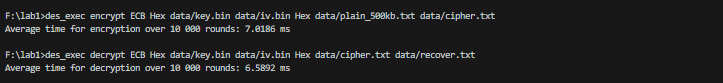 F:\lab1>des_exec encrypt ECB Hex data/key.bin data/iv.bin Hex data/plain_500kb.txt data/cipher.txt
Average time for encryption over 10 000 rounds: 7.0186 ms
F:\lab1>des_exec decrypt ECB Hex data/key.bin data/iv.bin Hex data/cipher.txt data/recover.txt
Average time for decryption over 10 000 rounds: 6.5892 ms